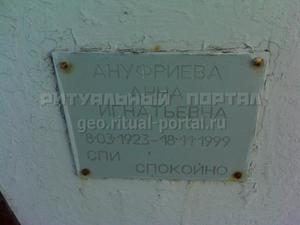 АНУФРИЕВА
АННА
РИТУАЛЬНЫЙ ПОРТАЛ
ИГНАТЬЕВНА
geo.ritual-portal.ru
8·03·1923-18·11·1999
СПИ
СПОКОЙНО